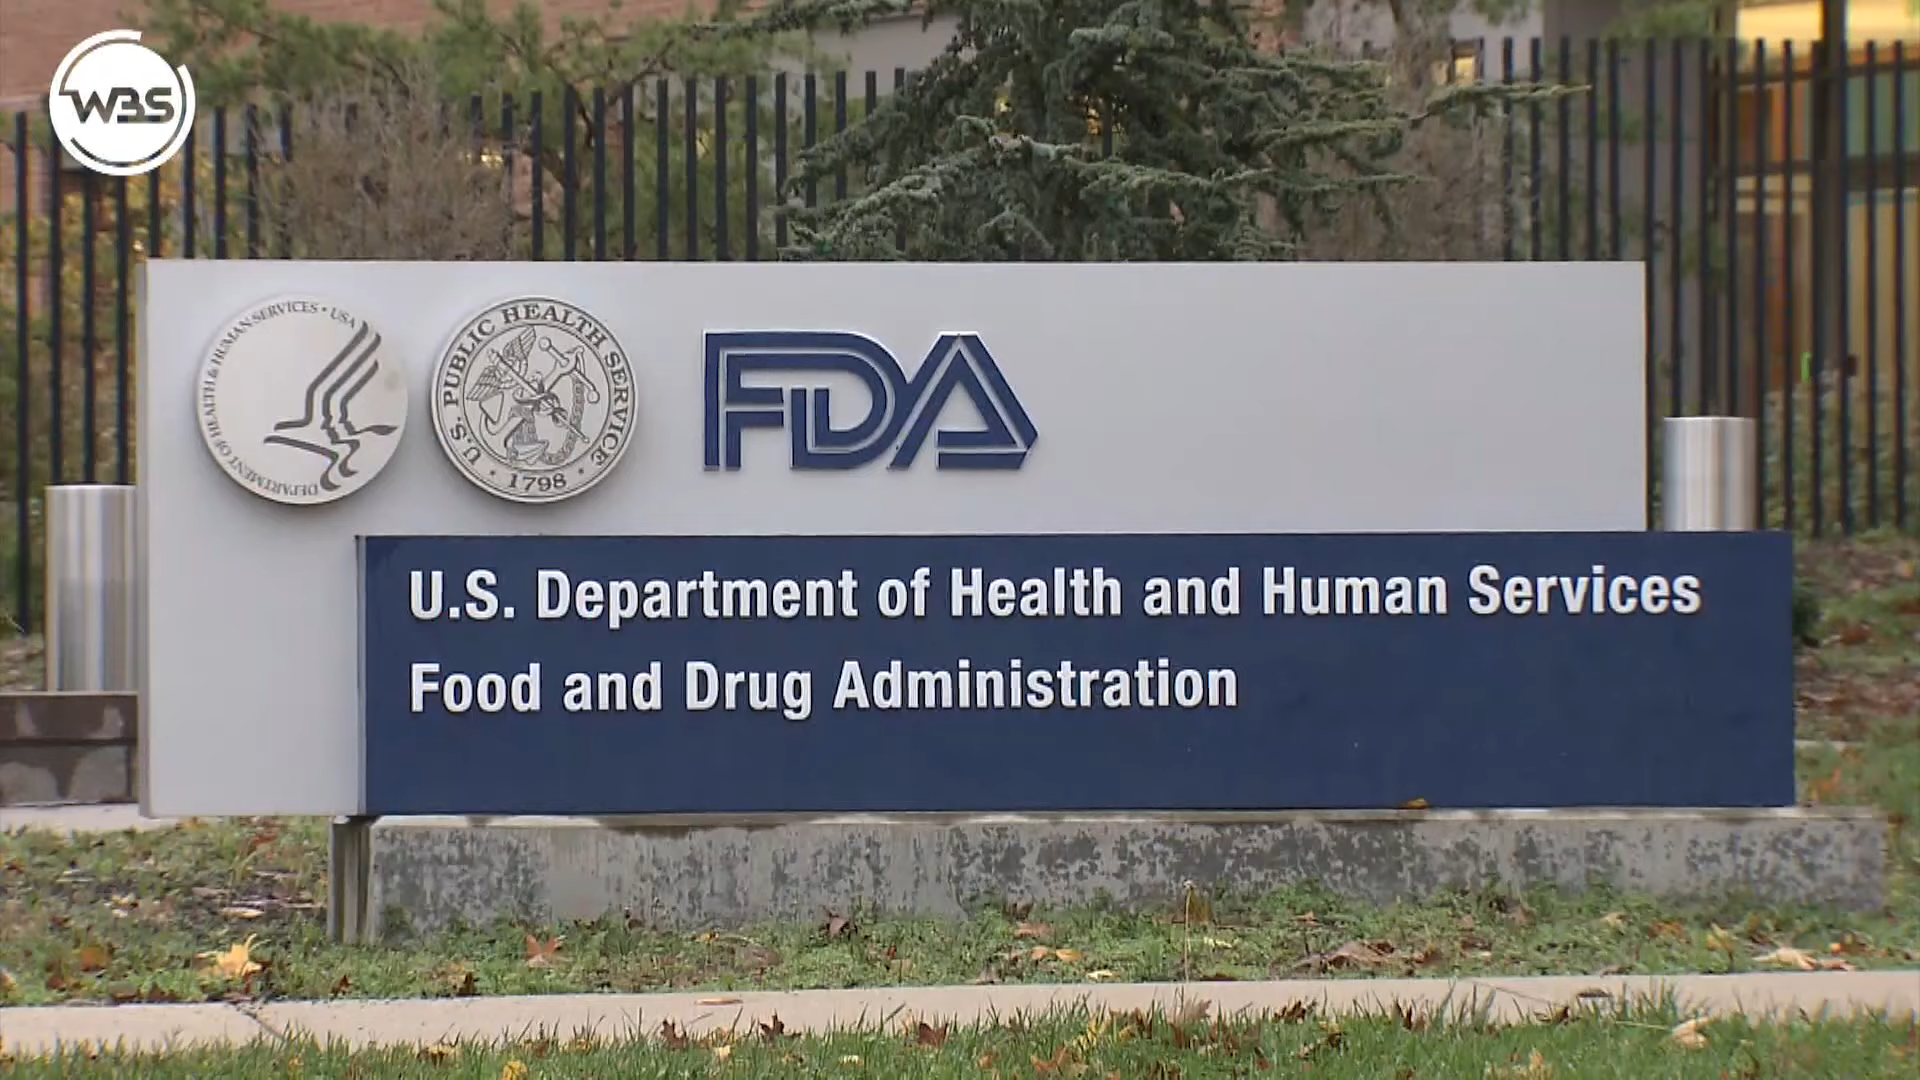 WBS
DEPARTMENT OF HEALTH & HUMAN SERVICES • USA
U.S. PUBLIC HEALTH SERVICE
• 1798 •
FDA
U.S. Department of Health and Human Services
Food and Drug Administration